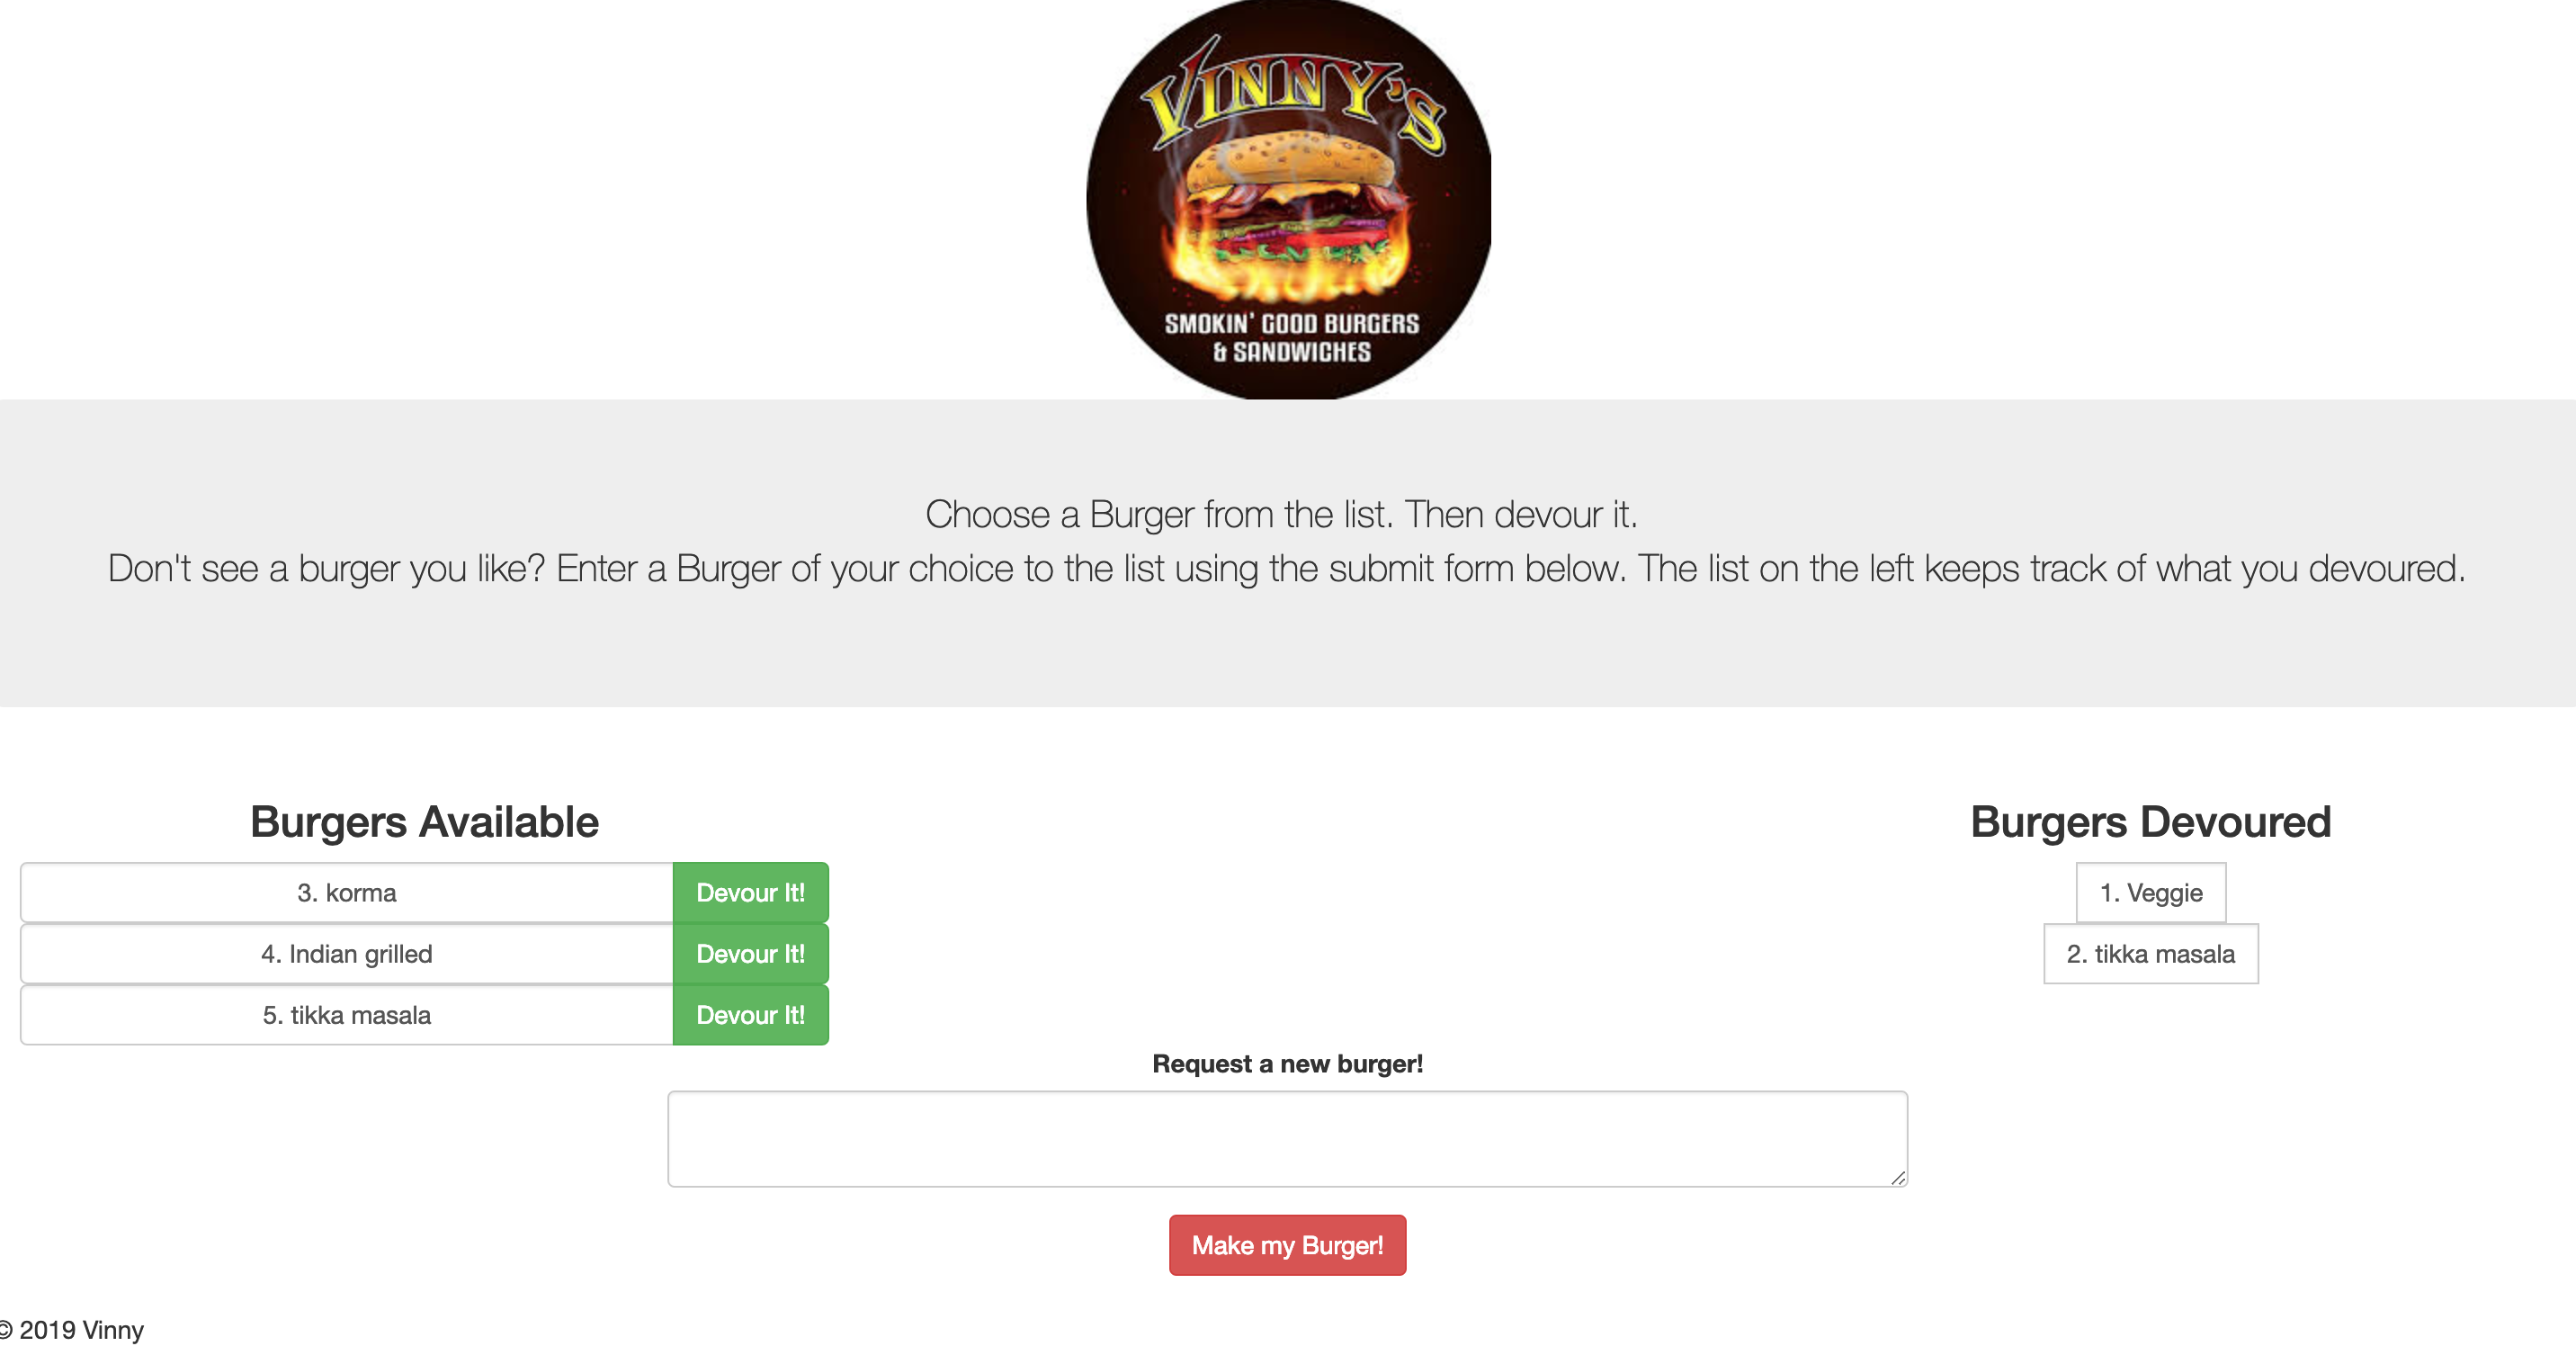 VINNY'S
SMOKIN' GOOD BURGERS
& SANDWICHES
Choose a Burger from the list. Then devour it.
Don't see a burger you like? Enter a Burger of your choice to the list using the submit form below. The list on the left keeps track of what you devoured.
Burgers Available
3. korma
Devour It!
4. Indian grilled
Devour It!
5. tikka masala
Devour It!
Burgers Devoured
1. Veggie
2. tikka masala
Request a new burger!
Make my Burger!
© 2019 Vinny